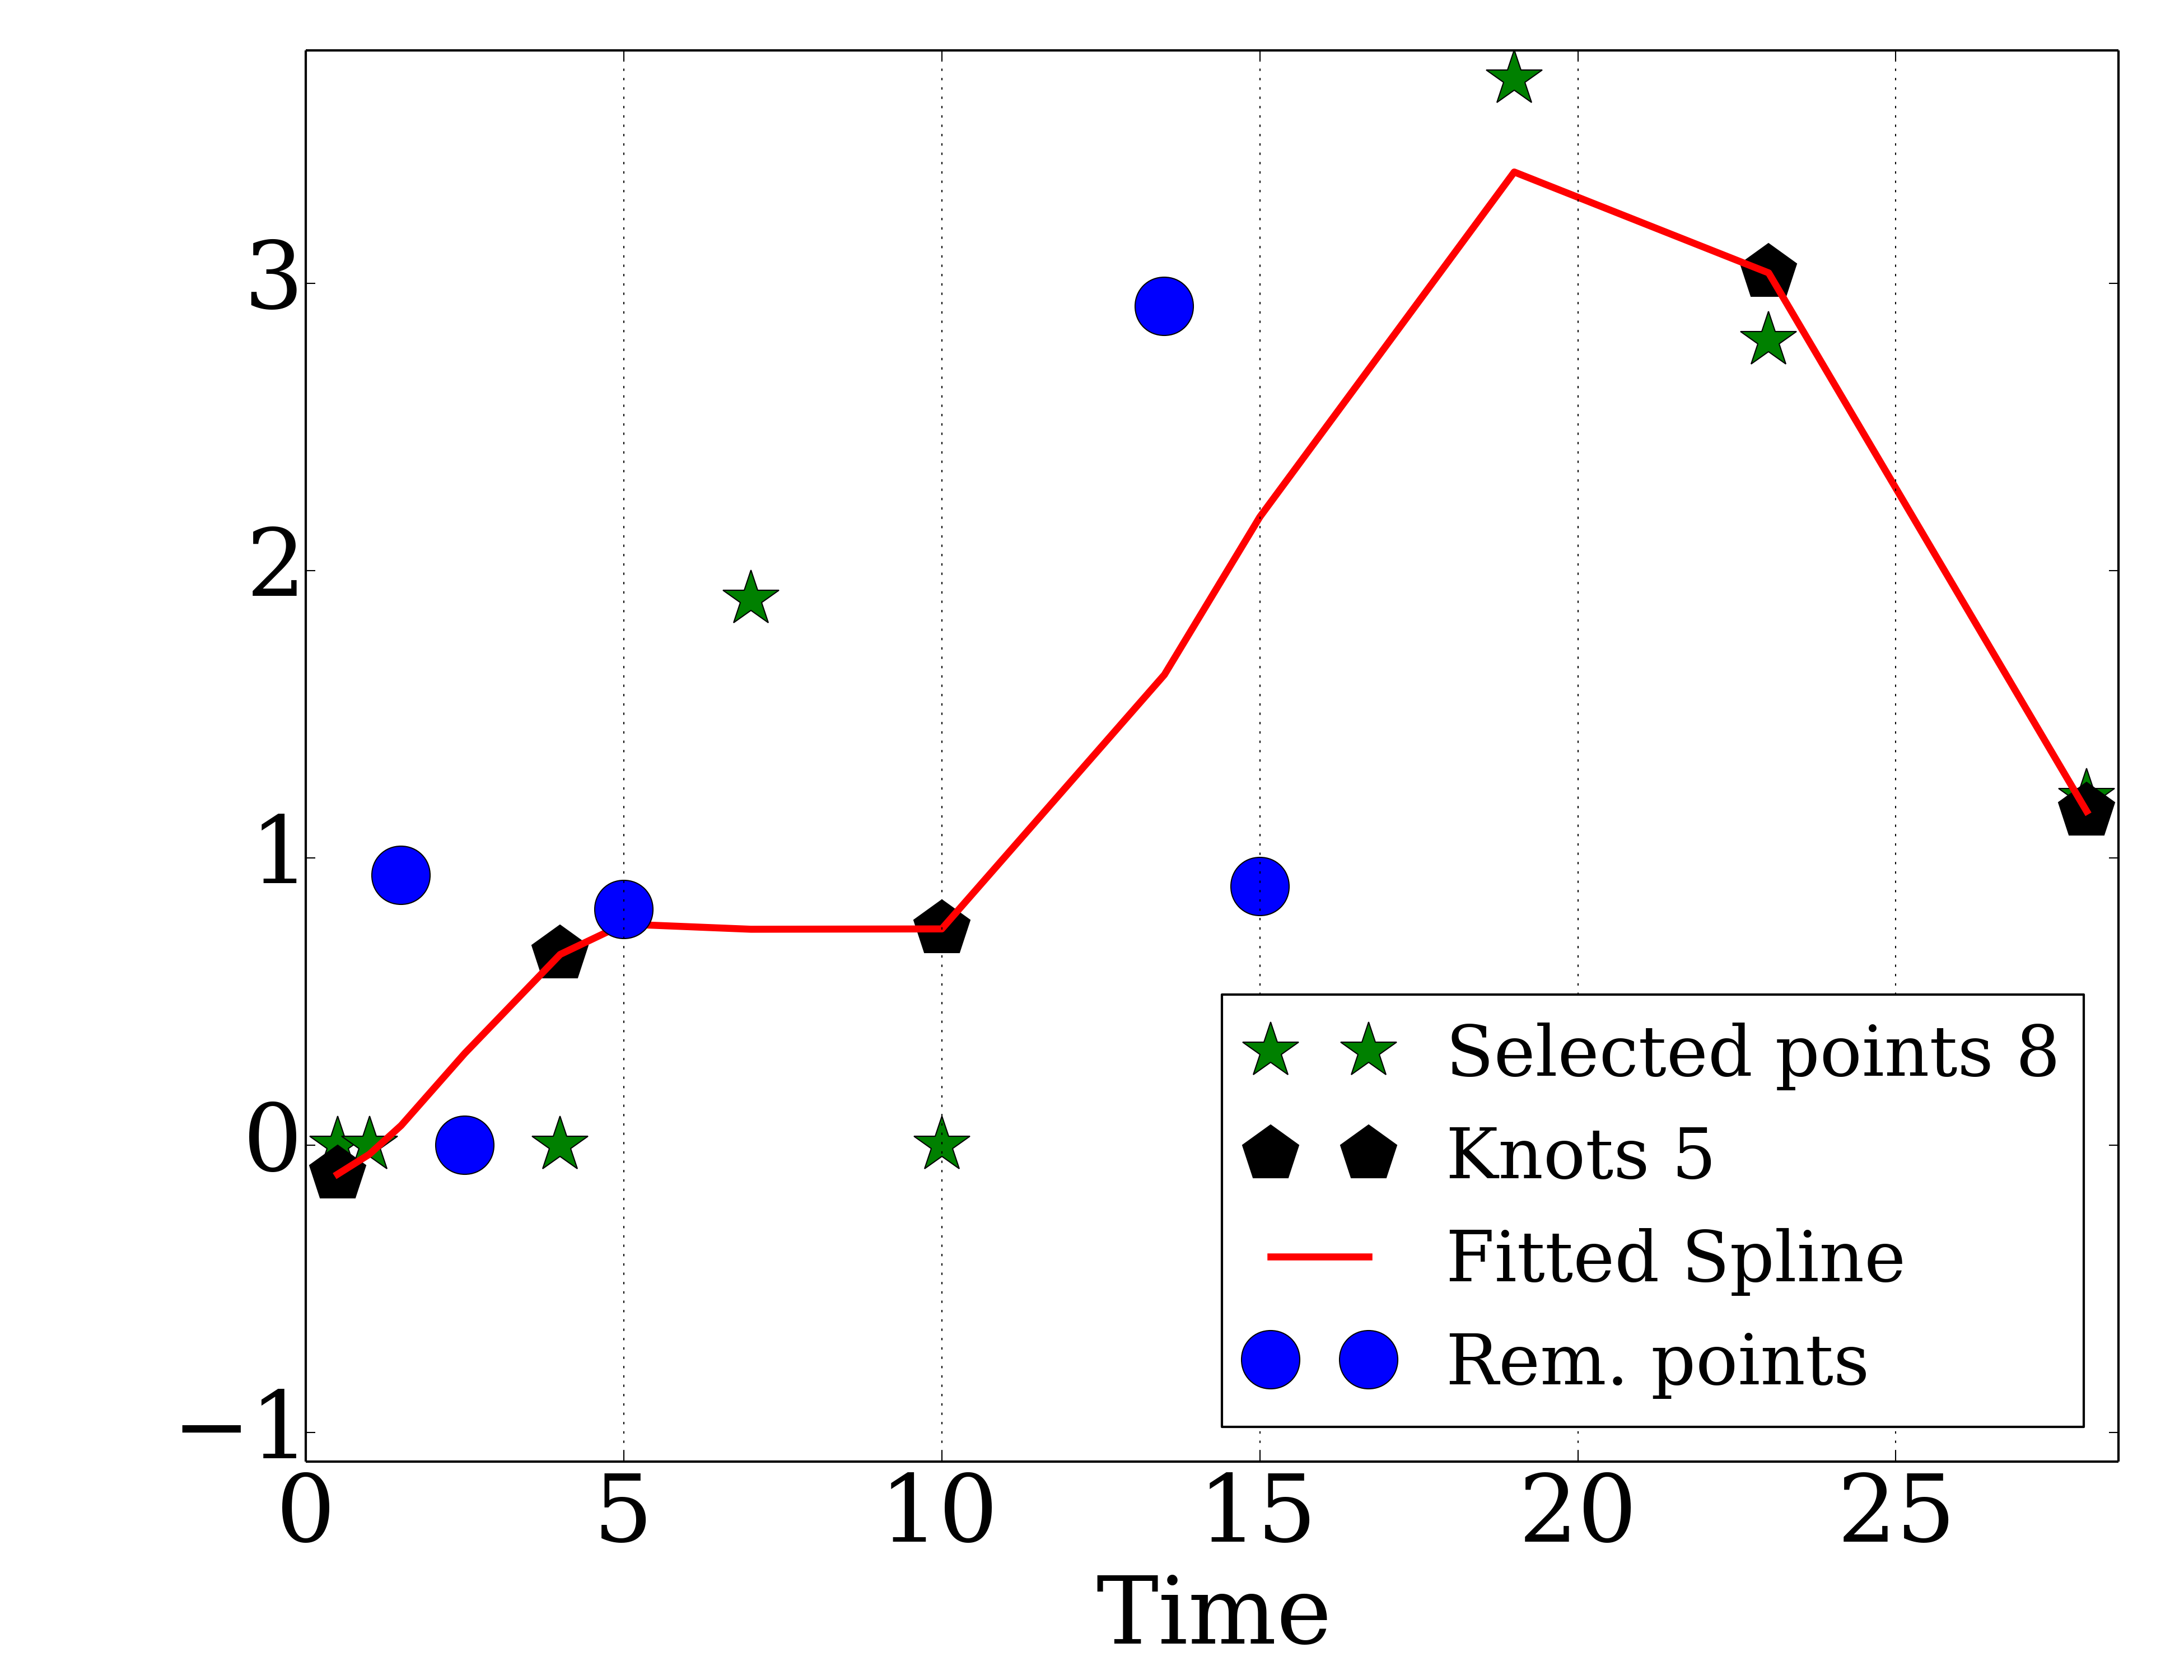 3
2
1
0
−1
0 5 10 15 20 25
Time
Selected points 8
Knots 5
Fitted Spline
Rem. points